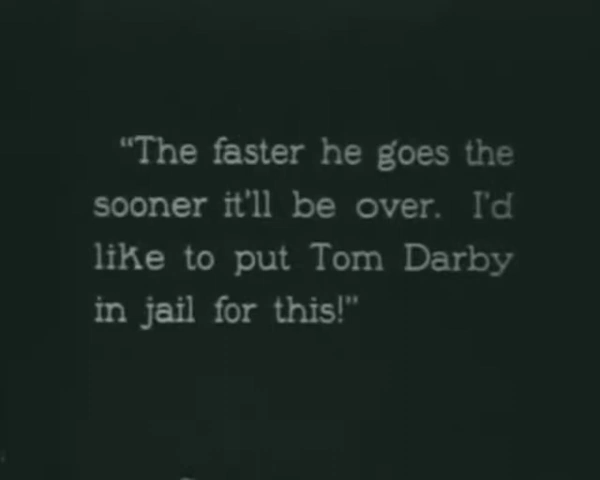 “The faster he goes the
sooner it'll be over. I'd
like to put Tom Darby
in jail for this!”